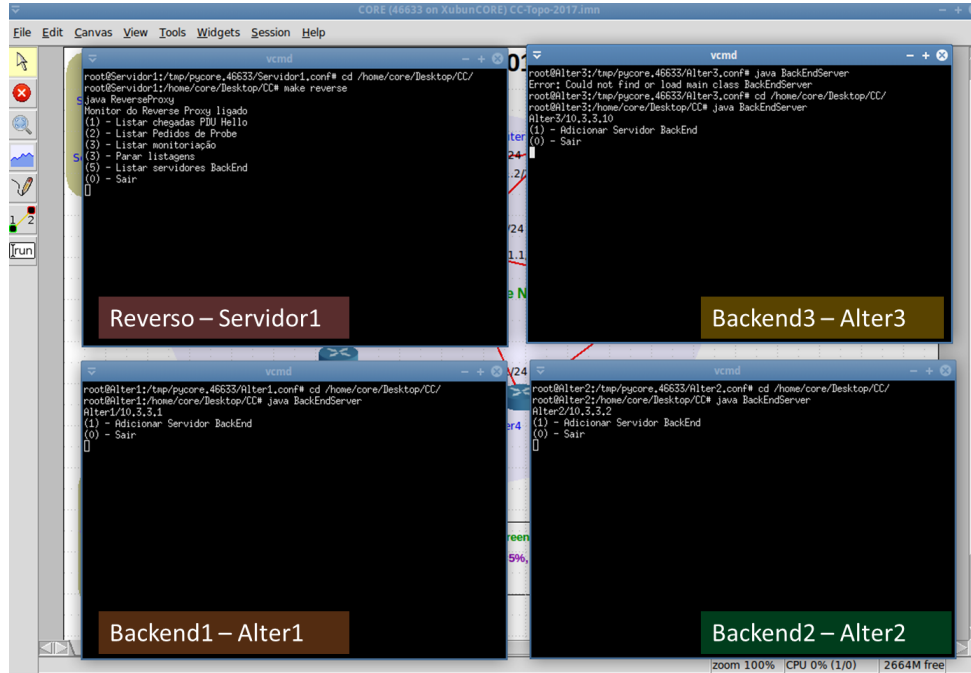 CORE (46633 on XubunCORE) CC-Topo-2017.imn
File Edit Canvas View Tools Widgets Session Help
vcmd
root@Servidor1:/tmp/pycore.46633/Servidor1.conf# cd /home/core/Desktop/CC/
root@Servidor1:/home/core/Desktop/CC# make reverse
java ReverseProxy
Monitor do Reverse Proxy ligado
(1) - Listar chegadas PDU Hello
(2) - Listar Pedidos de Probe
(3) - Listar monitoriação
(3) - Parar listagens
(5) - Listar servidores BackEnd
(0) - Sair
Reverso – Servidor1
vcmd
root@Alter3:/tmp/pycore.46633/Alter3.conf# java BackEndServer
Error: Could not find or load main class BackEndServer
root@Alter3:/tmp/pycore.46633/Alter3.conf# cd /home/core/Desktop/CC/
root@Alter3:/home/core/Desktop/CC# java BackEndServer
Alter3/10.3.3.10
(1) - Adicionar Servidor BackEnd
(0) - Sair
Backend3 – Alter3
vcmd
root@Alter1:/tmp/pycore.46633/Alter1.conf# cd /home/core/Desktop/CC/
root@Alter1:/home/core/Desktop/CC# java BackEndServer
Alter1/10.3.3.1
(1) - Adicionar Servidor BackEnd
(0) - Sair
Backend1 – Alter1
vcmd
root@Alter2:/tmp/pycore.46633/Alter2.conf# cd /home/core/Desktop/CC/
root@Alter2:/home/core/Desktop/CC# java BackEndServer
Alter2/10.3.3.2
(1) - Adicionar Servidor BackEnd
(0) - Sair
Backend2 – Alter2
1 2
run
01
24
/24
/24
5%,
zoom 100% CPU 0% (1/0) 2664M free